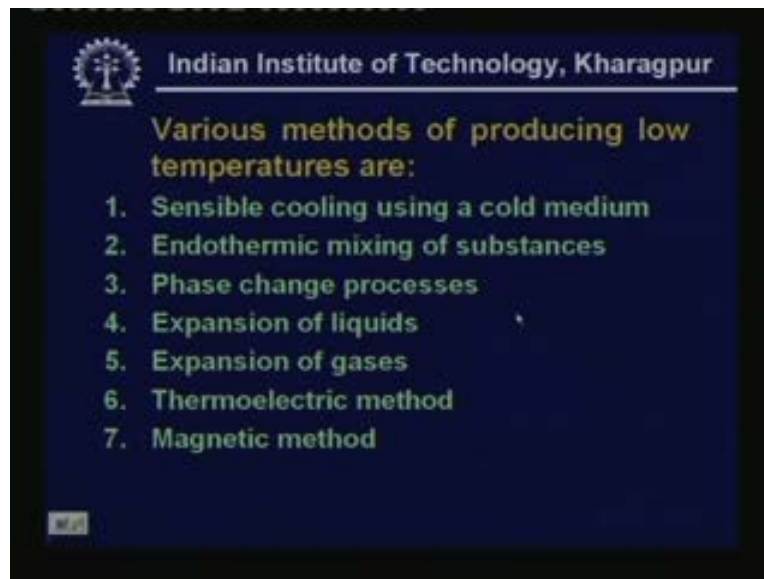 Indian Institute of Technology, Kharagpur
Various methods of producing low
temperatures are:
1. Sensible cooling using a cold medium
2. Endothermic mixing of substances
3. Phase change processes
4. Expansion of liquids
5. Expansion of gases
6. Thermoelectric method
7. Magnetic method